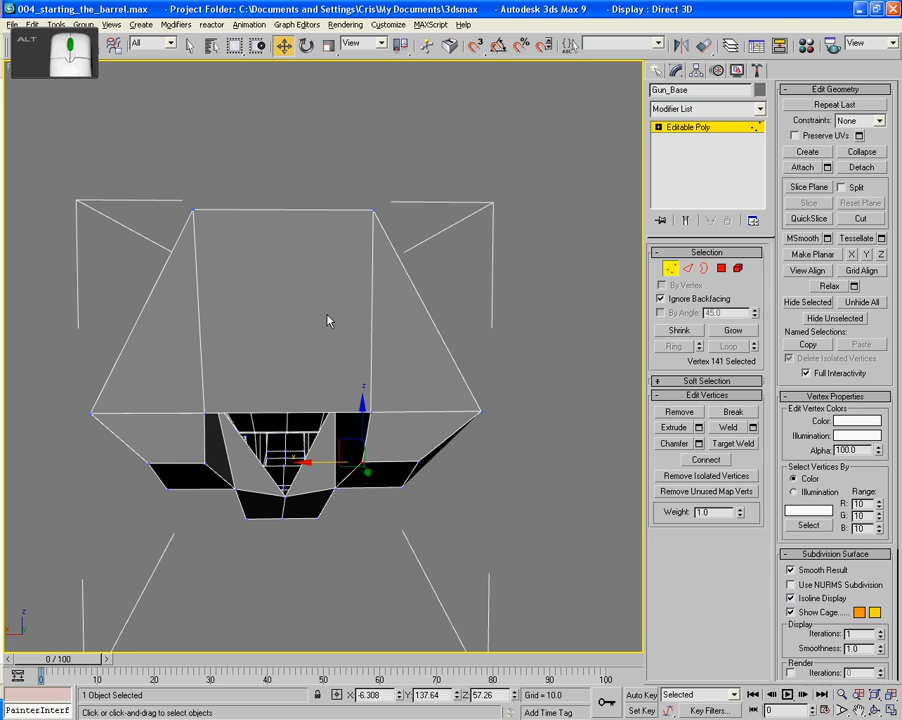 004_starting_the_barrel.max - Project Folder: C:\Documents and Settings\Cris\My Documents\3dsmax - Autodesk 3ds Max 9 - Display : Direct 3D
File Edit Tools Group Views Create Modifiers reactor Animation Graph Editors Rendering Customize MAXScript Help
ALT
All
View
View
Gun_Base
Modifier List
Editable Poly
Selection
By Vertex
Ignore Backfacing
By Angle: 45.0
Shrink Grow
Ring Loop
Vertex 141 Selected
Soft Selection
Edit Vertices
Remove Break
Extrude Weld
Chamfer Target Weld
Connect
Remove Isolated Vertices
Remove Unused Map Verts
Weight: 1.0
Edit Geometry
Repeat Last
Constraints: None
Preserve UVs
Create Collapse
Attach Detach
Slice Plane Split
Slice Reset Plane
QuickSlice Cut
MSmooth Tessellate
Make Planar X Y Z
View Align Grid Align
Relax
Hide Selected Unhide All
Hide Unselected
Named Selections:
Copy Paste
Delete Isolated Vertices
Full Interactivity
Vertex Properties
Edit Vertex Colors
Color:
Illumination:
Alpha: 100.0
Select Vertices By
Color
Illumination
Range:
R: 10
G: 10
B: 10
Select
Subdivision Surface
Smooth Result
Use NURMS Subdivision
Isoline Display
Show Cage......
Display
Iterations: 1
Smoothness: 1.0
Render
Iterations: 0
z
x
z
x
y
0 / 100
0 10 20 30 40 50 60 70 80 90 100
1 Object Selected X: -6.308 Y: 137.64 Z: 57.26 Grid = 10.0
Auto Key Selected
PainterInterf Click or click-and-drag to select objects Add Time Tag
Set Key Key Filters... 0